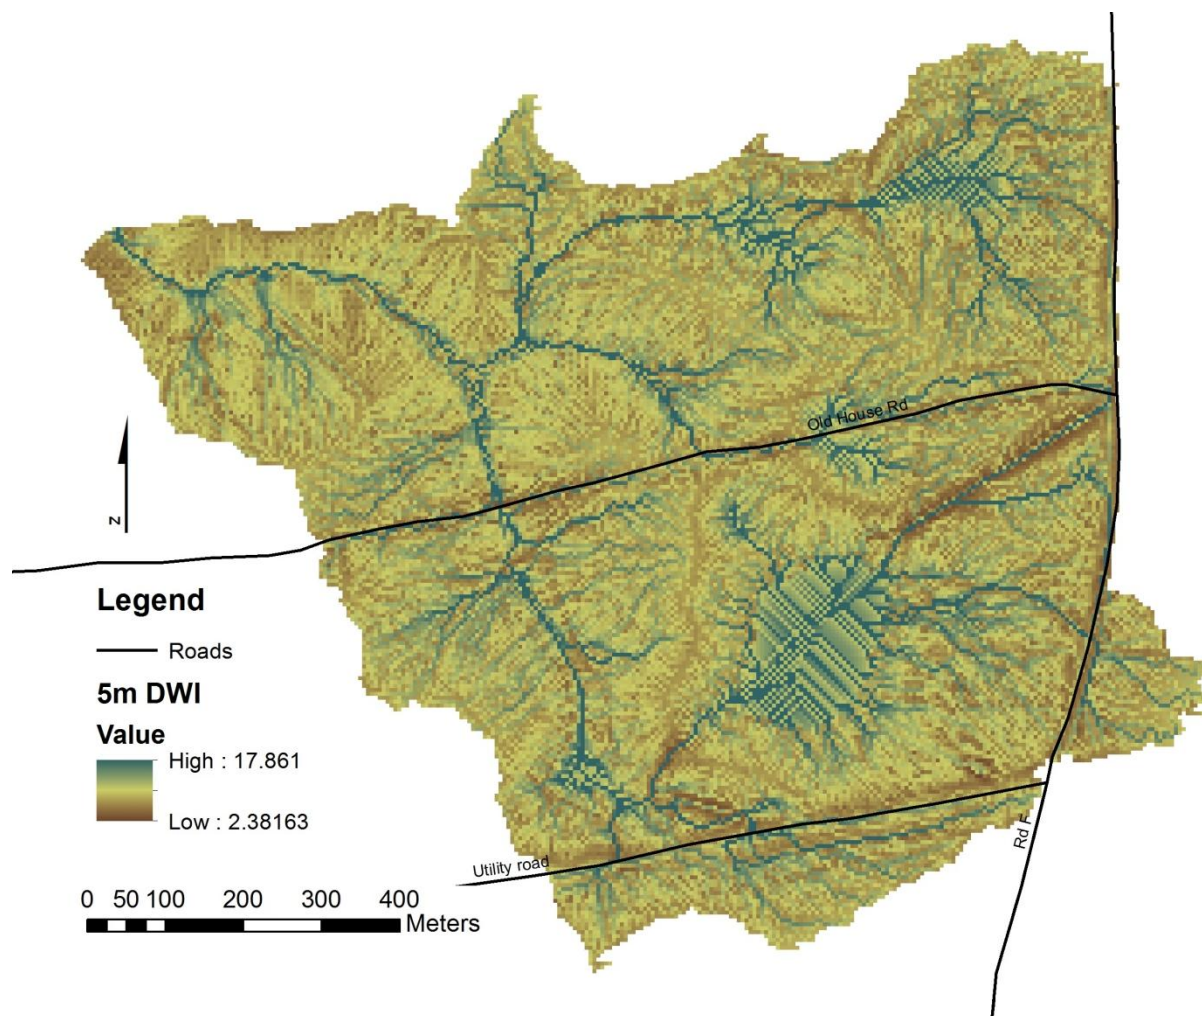 Old House Rd
z
Legend
Roads
5m DWI
Value
High : 17.861
Low : 2.38163
Rd F
Utility road
0 50 100 200 300 400
Meters